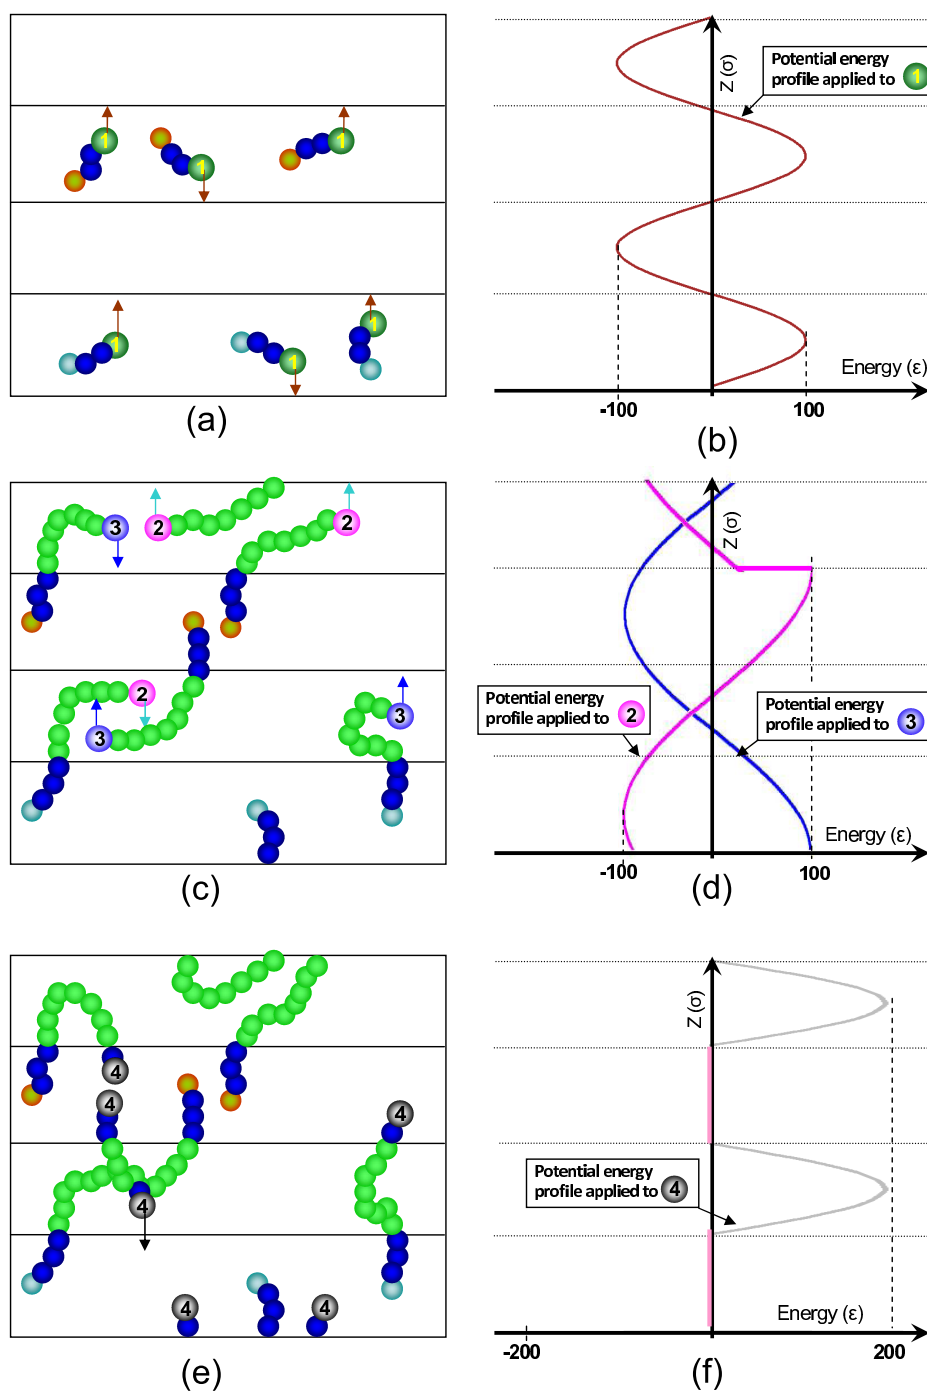 1
1
1
1
1
1
(a)
Z (σ)
Potential energy
profile applied to 1
Energy (ε)
-100
100
(b)
3
2
2
2
3
3
(c)
Z (σ)
Potential energy
profile applied to 2
Potential energy
profile applied to 3
Energy (ε)
-100
100
(d)
4
4
4
4
4
4
(e)
Z (σ)
Potential energy
profile applied to 4
Energy (ε)
-200
200
(f)